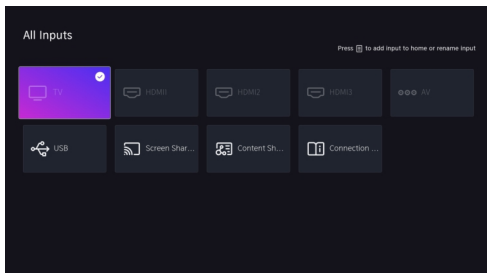 All Inputs
Press to add input to home or rename input
TV
HDMI1
HDMI2
HDMI3
AV
USB
Screen Shar...
Content Sh...
Connection ...